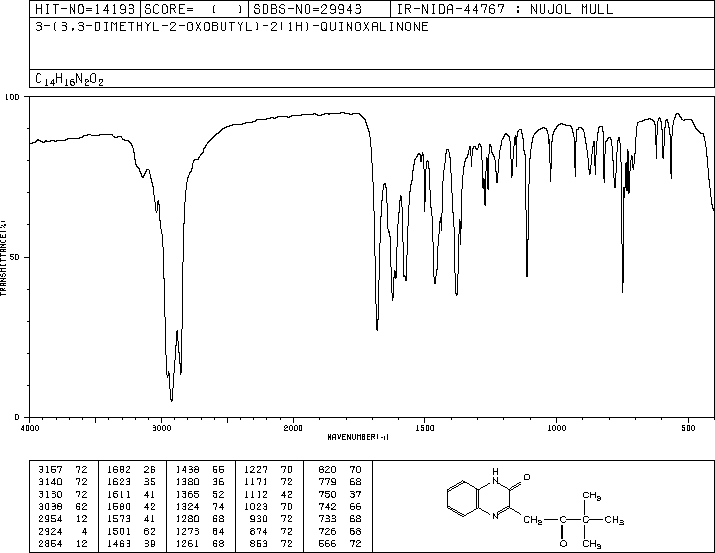 HIT-NO=14193 SCORE= ( ) SDBS-NO=29943 IR-NIDA-44767 : NUJOL MULL
3-(3,3-DIMETHYL-2-OXOBUTYL)-2(1H)-QUINOXALINONE
C14H16N2O2
100
50
0
TRANSMITTANCE(%)
4000 3000 2000 1500 1000 500
WAVENUMBER(-1)
3167 72 1682 26 1438 66 1227 70 820 70
3140 72 1623 35 1380 36 1171 72 779 68
3130 72 1611 41 1365 52 1112 42 750 37
3038 62 1580 42 1324 74 1023 70 742 66
2954 12 1573 41 1280 68 930 72 733 68
2924 4 1501 62 1273 64 874 72 726 68
2854 12 1463 39 1261 68 853 72 566 72
H
N
O
N
CH2
C
O
C
CH3
CH3
CH3